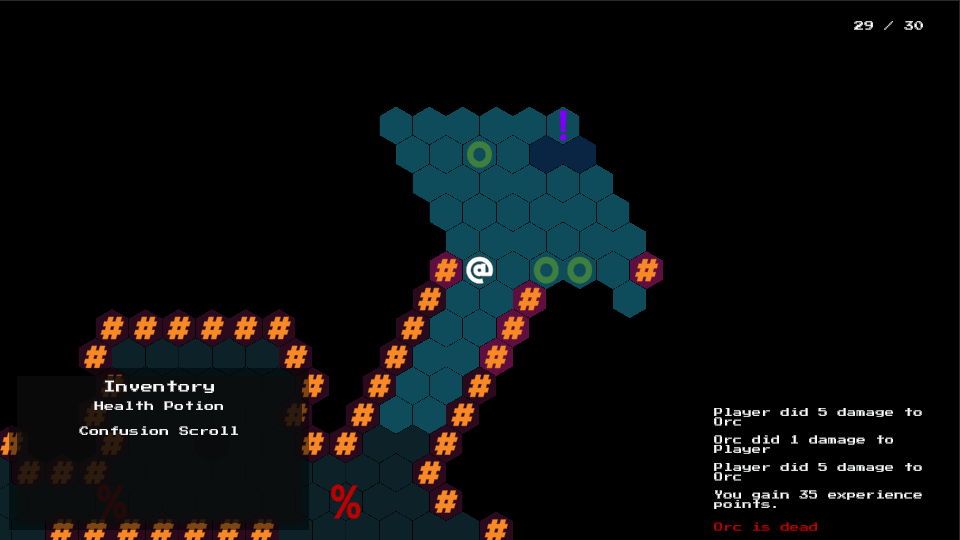 29 / 30
Inventory
Health Potion
Confusion Scroll
Player did 5 damage to
Orc
Orc did 1 damage to
Player
Player did 5 damage to
Orc
You gain 35 experience
points.
Orc is dead